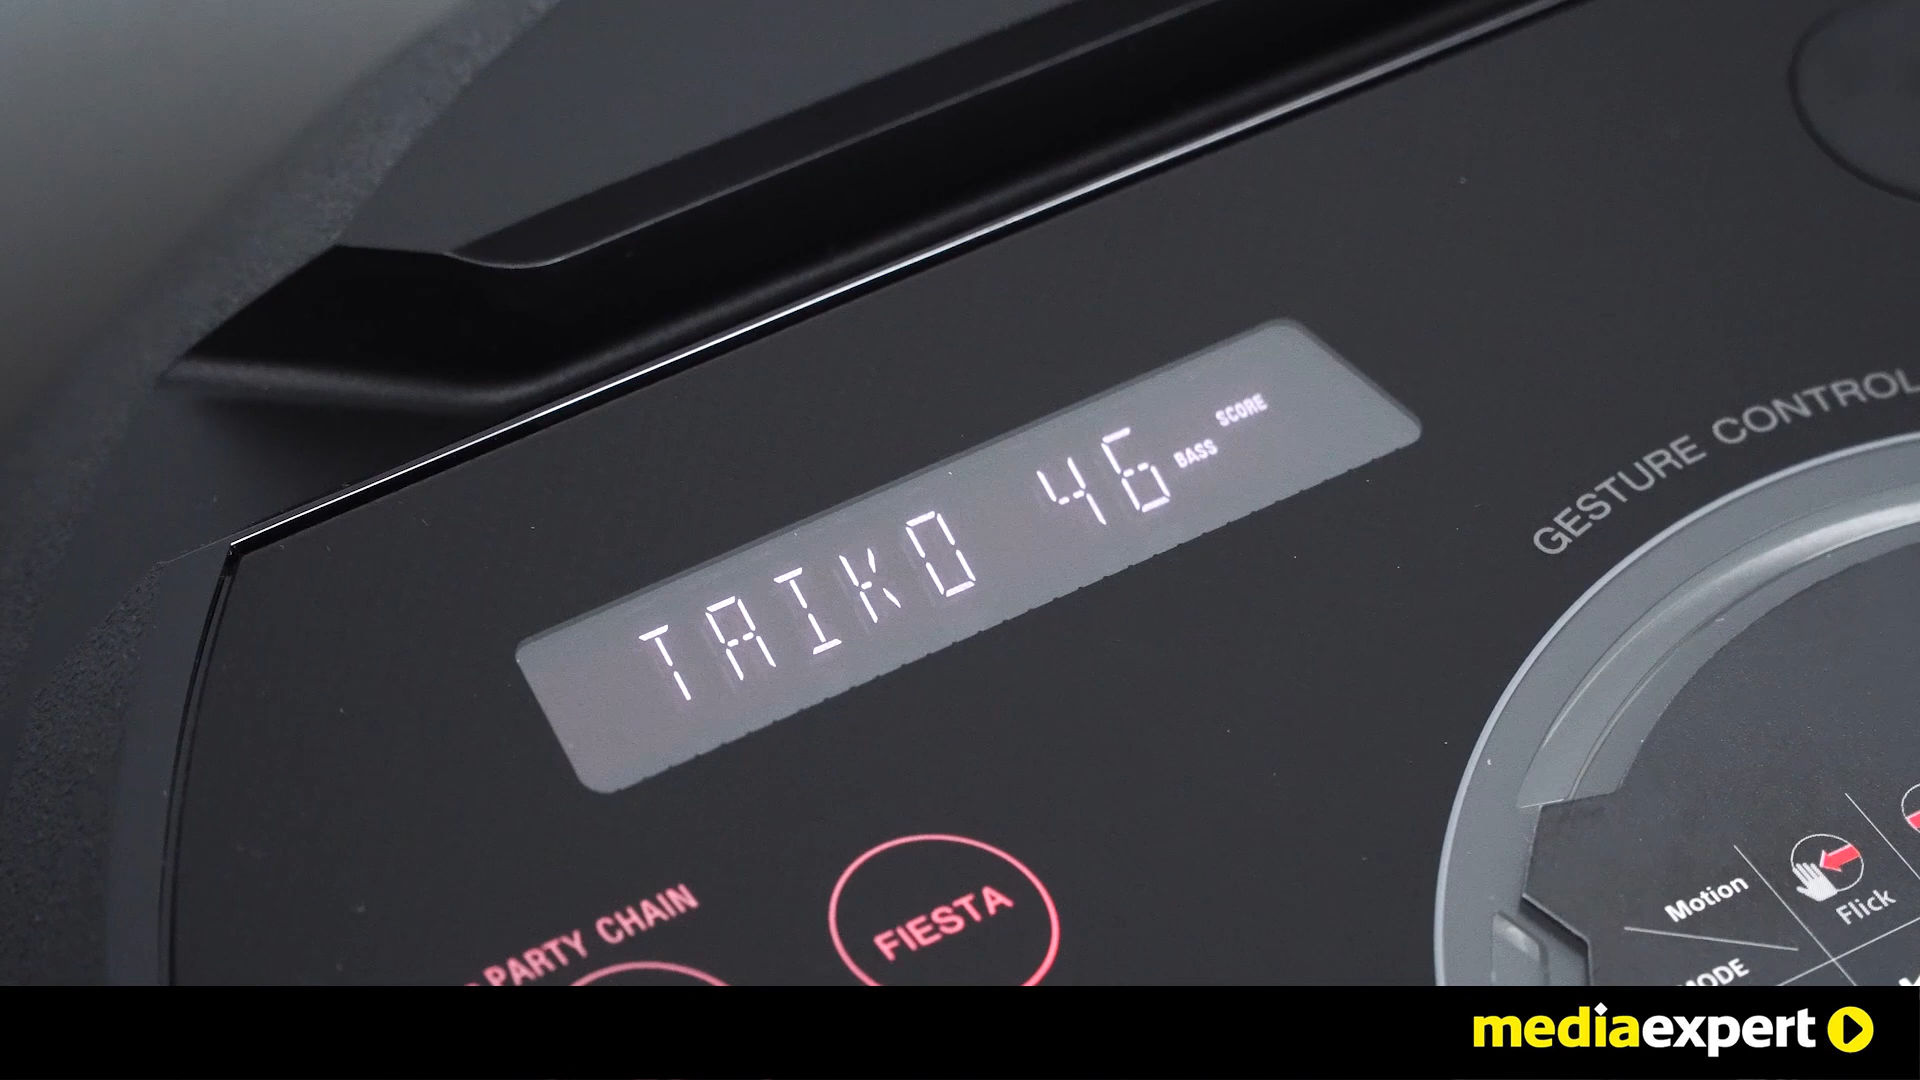 TAIKO 46
BASS
SCORE
GESTURE CONTROL
PARTY CHAIN
FIESTA
Motion
Flick
MODE
mediaexpert